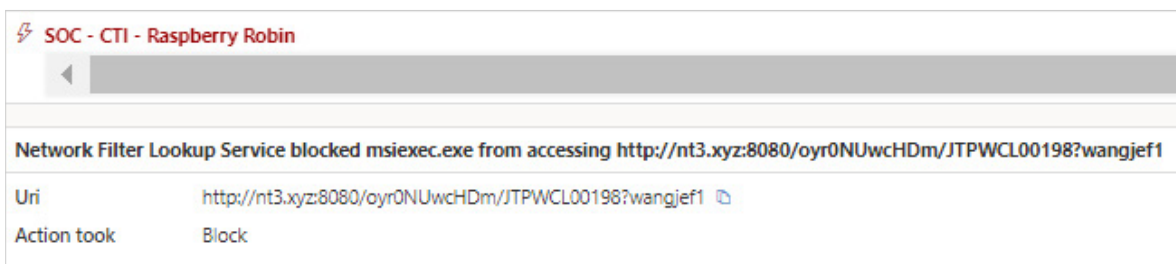 SOC - CTI - Raspberry Robin
Network Filter Lookup Service blocked msiexec.exe from accessing http://nt3.xyz:8080/oyr0NUwcHDm/JTPWCL00198?wangjef1
Uri http://nt3.xyz:8080/oyr0NUwcHDm/JTPWCL00198?wangjef1
Action took Block